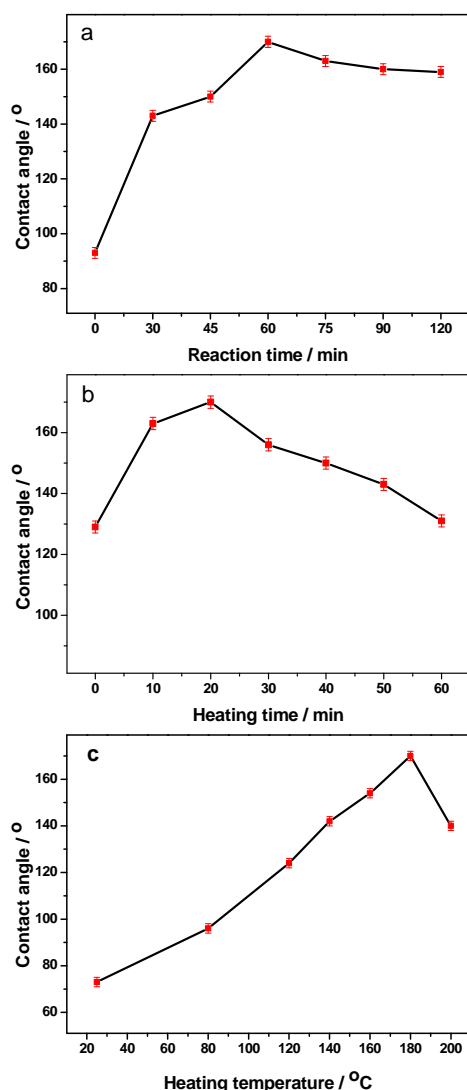 a
160
140
120
100
80
Contact angle / °
0 30 45 60 75 90 120
Reaction time / min
b
160
130
100
Contact angle / °
0 10 20 30 40 50 60
Heating time / min
c
160
140
120
100
80
60
Contact angle / °
20 40 60 80 100 120 140 160 180 200
Heating temperature / °C